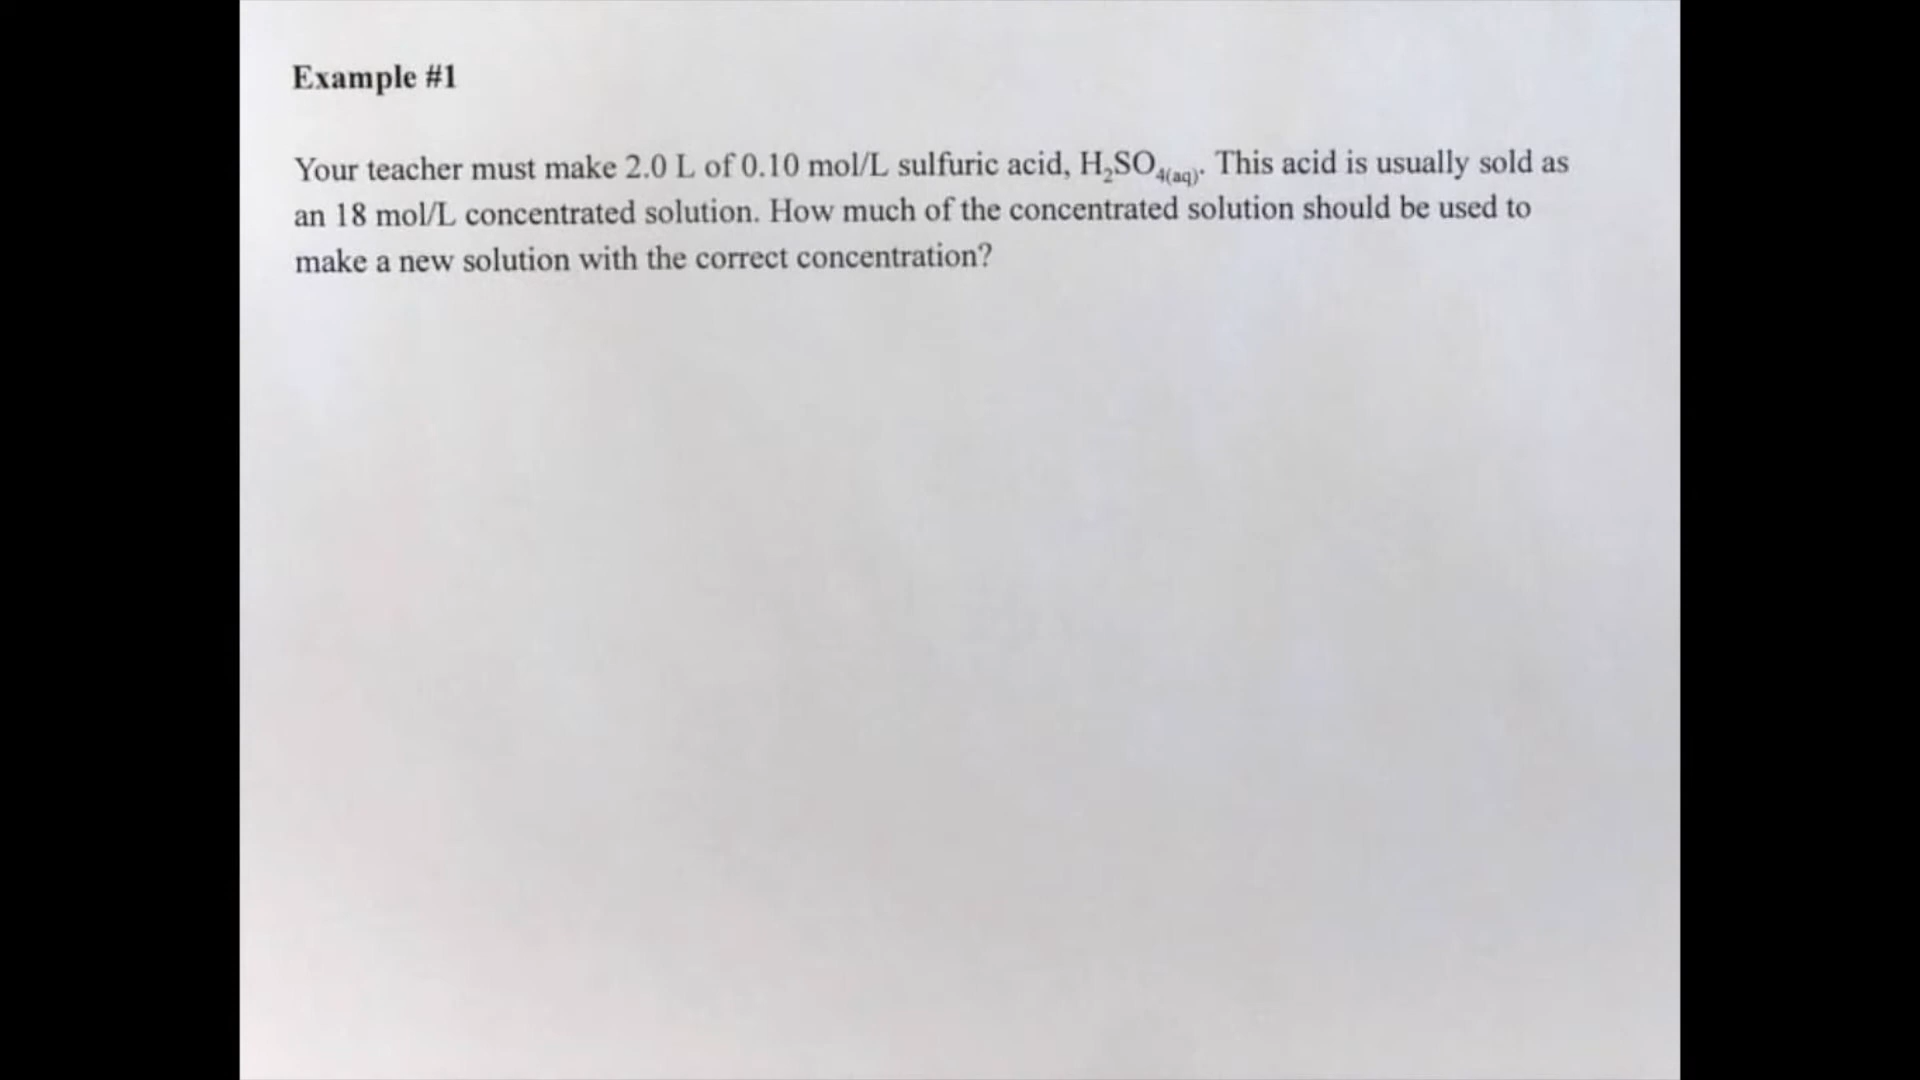 Example #1
Your teacher must make 2.0 L of 0.10 mol/L sulfuric acid, H₂SO₄₍ₐq₎. This acid is usually sold as
an 18 mol/L concentrated solution. How much of the concentrated solution should be used to
make a new solution with the correct concentration?